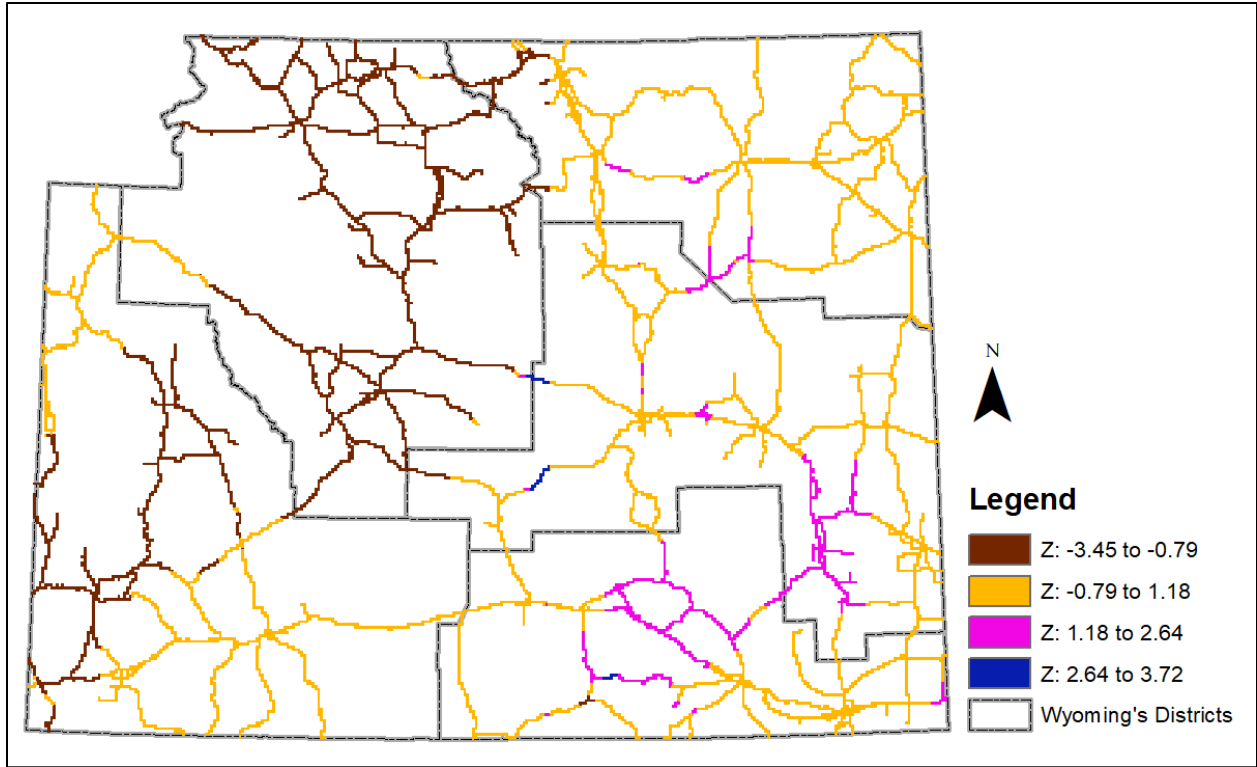 N
Legend
Z: -3.45 to -0.79
Z: -0.79 to 1.18
Z: 1.18 to 2.64
Z: 2.64 to 3.72
Wyoming's Districts